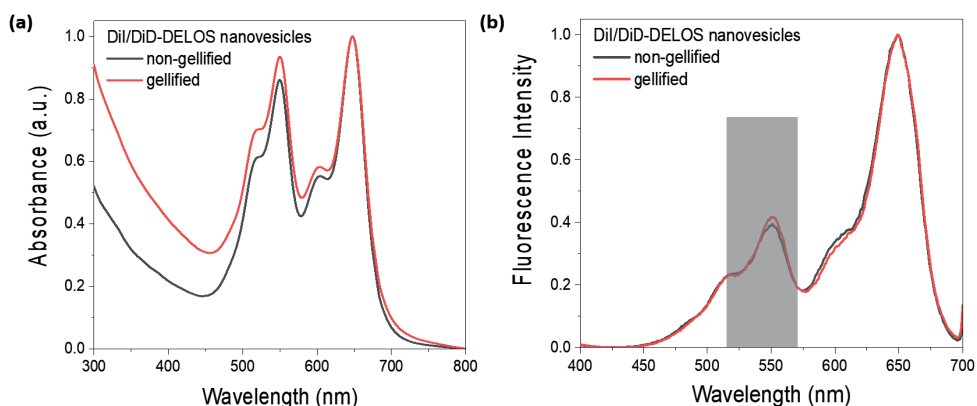 (a)
DiI/DiD-DELOS nanovesicles
non-gellified
gellified
Absorbance (a.u.)
1.0
0.8
0.6
0.4
0.2
0.0
300 400 500 600 700 800
Wavelength (nm)
(b)
DiI/DiD-DELOS nanovesicles
non-gellified
gellified
Fluorescence Intensity
1.0
0.8
0.6
0.4
0.2
0.0
400 450 500 550 600 650 700
Wavelength (nm)